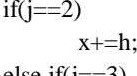 if(j==2)
x+=h;
else if(j==3)